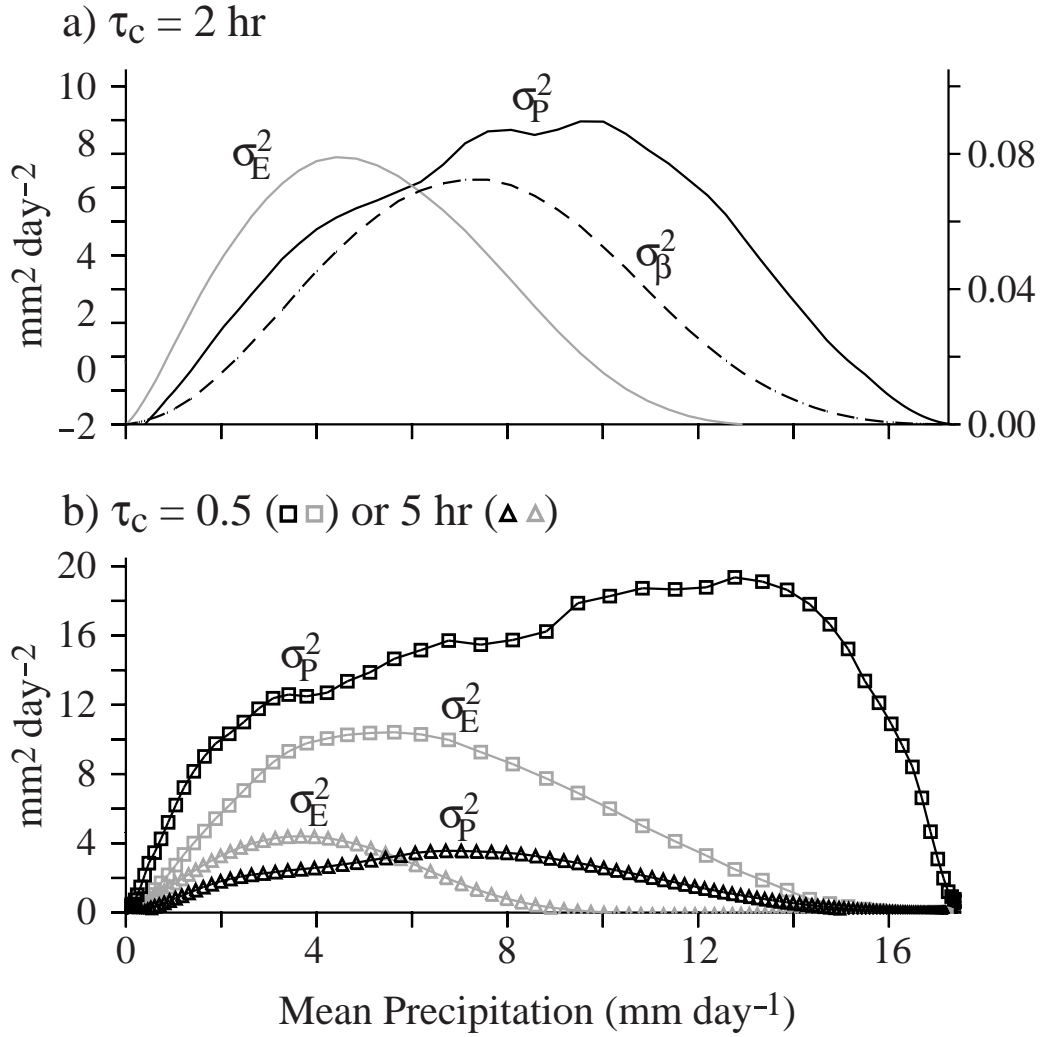 a) τc = 2 hr
10
8
6
4
2
0
−2
mm² day−2
σE²
σP²
σβ²
0.08
0.04
0.00
b) τc = 0.5 (□ □) or 5 hr (△ △)
20
16
12
8
4
0
mm² day−2
σP²
σE²
σE²
σP²
0 4 8 12 16
Mean Precipitation (mm day−1)